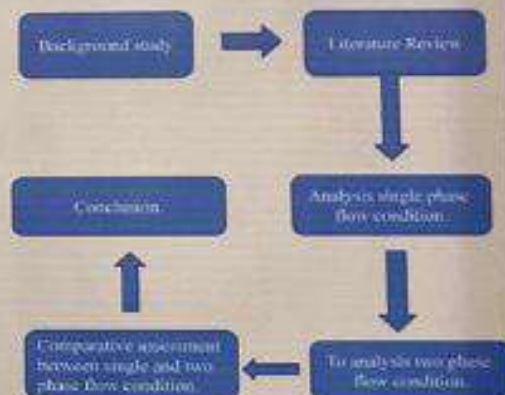 Background study
Literature Review
Analysis single phase
flow condition.
To analysis two phase
flow condition.
Comparative assessment
between single and two
phase flow condition.
Conclusion